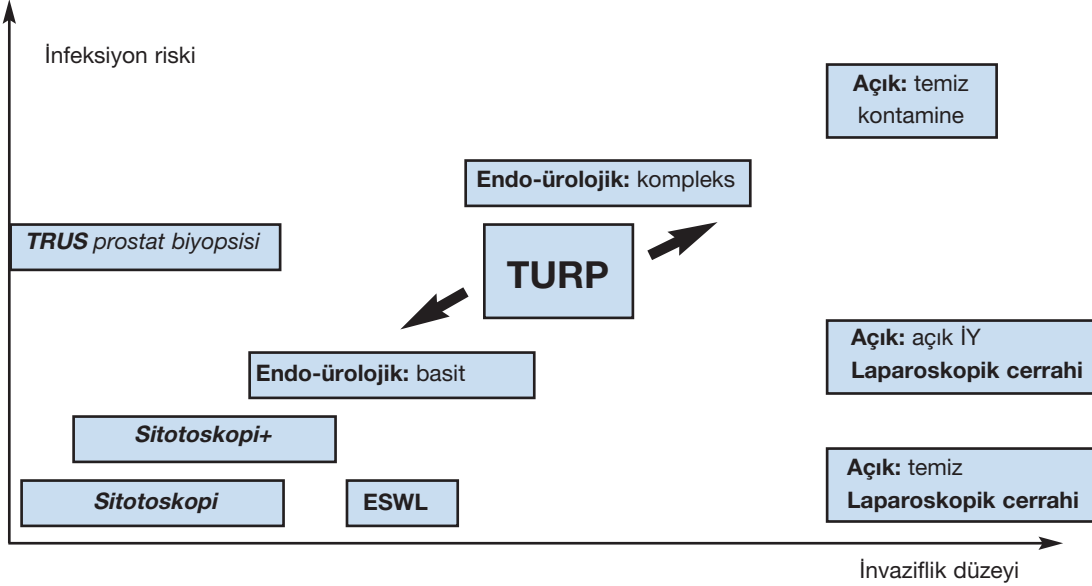 İnfeksiyon riski
Açık: temiz
kontamine
Endo-ürolojik: kompleks
TRUS prostat biyopsisi
TURP
Açık: açık İY
Laparoskopik cerrahi
Endo-ürolojik: basit
Sitotoskopi+
Açık: temiz
Laparoskopik cerrahi
Sitotoskopi
ESWL
İnvaziflik düzeyi